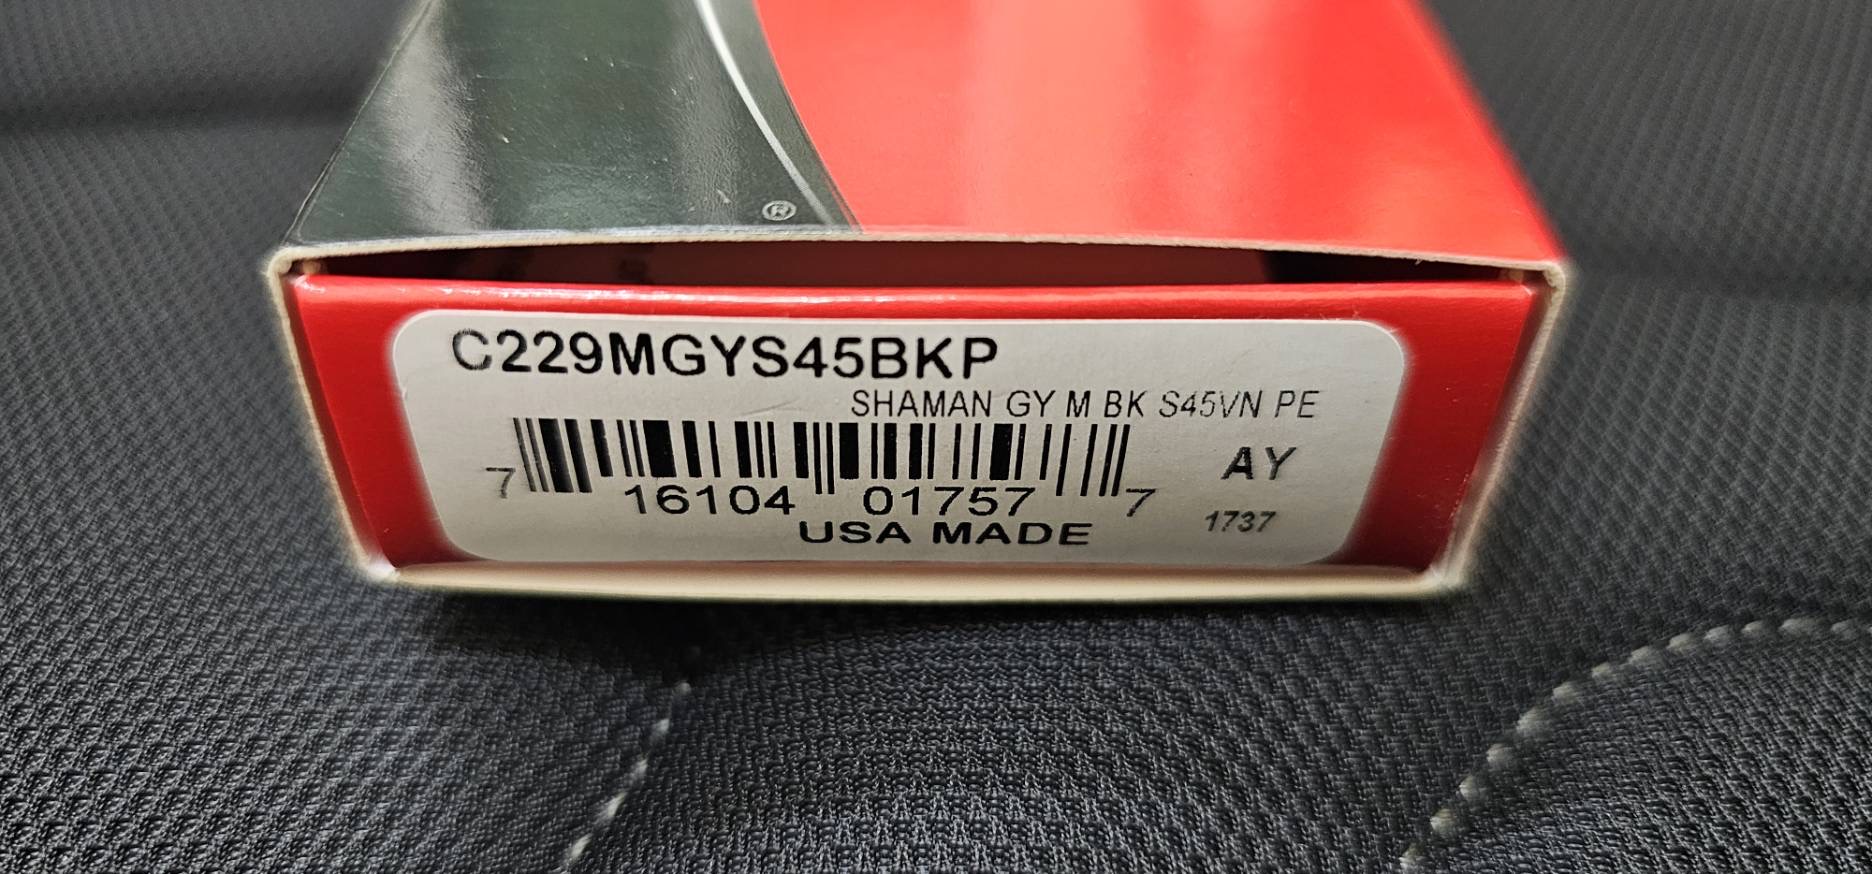 ®
C229MGYS45BKP
SHAMAN GY M BK S45VN PE
AY
7 16104 01757 7
1737
USA MADE